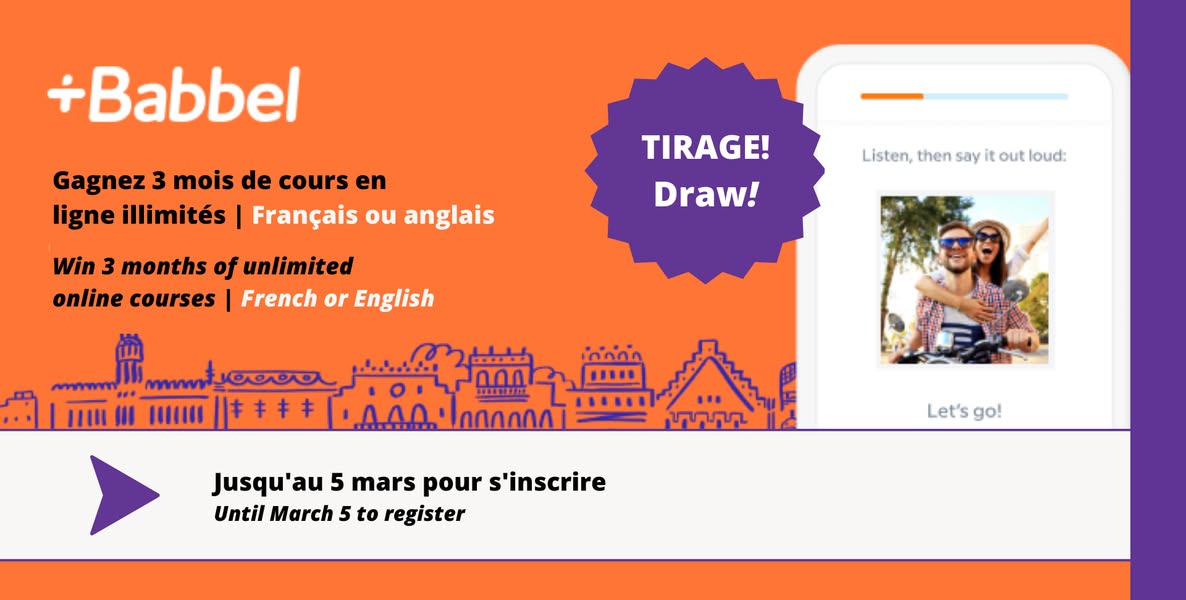 +Babbel
Gagnez 3 mois de cours en
ligne illimités | Français ou anglais
Win 3 months of unlimited
online courses | French or English
TIRAGE!
Draw!
Listen, then say it out loud:
Let's go!
Jusqu'au 5 mars pour s'inscrire
Until March 5 to register